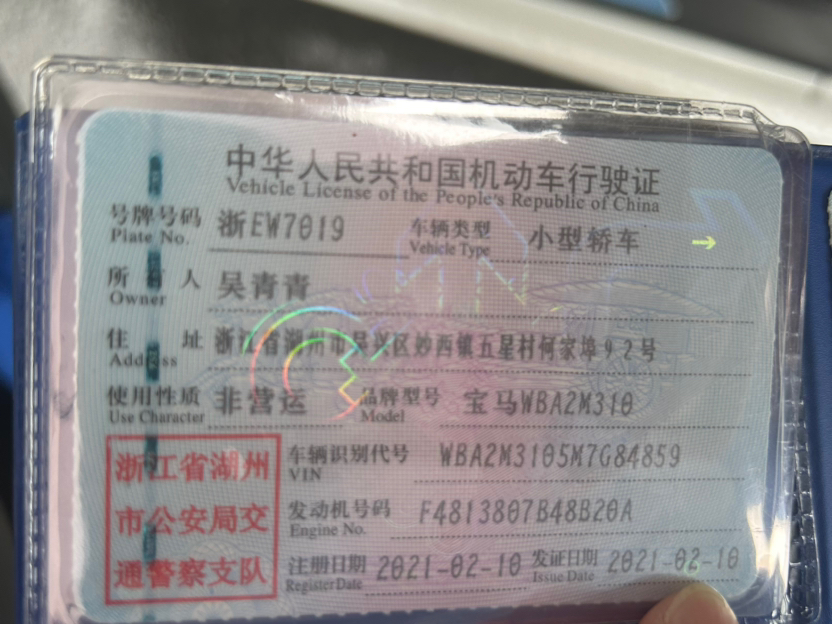 中华人民共和国机动车行驶证
Vehicle License of the People's Republic of China
号牌号码 浙EW7019 车辆类型 小型轿车
Plate No. Vehicle Type
所有人 吴青青
Owner
住址 浙江省湖州市吴兴区妙西镇五星村何家埠92号
Address
使用性质 非营运 品牌型号 宝马WBA2M310
Use Character Model
浙江省湖州 车辆识别代号 WBA2M3105M7G84859
VIN
市公安局交 发动机号码 F4813807B48B20A
Engine No.
通警察支队 注册日期 2021-02-10 发证日期 2021-02-10
Register Date Issue Date